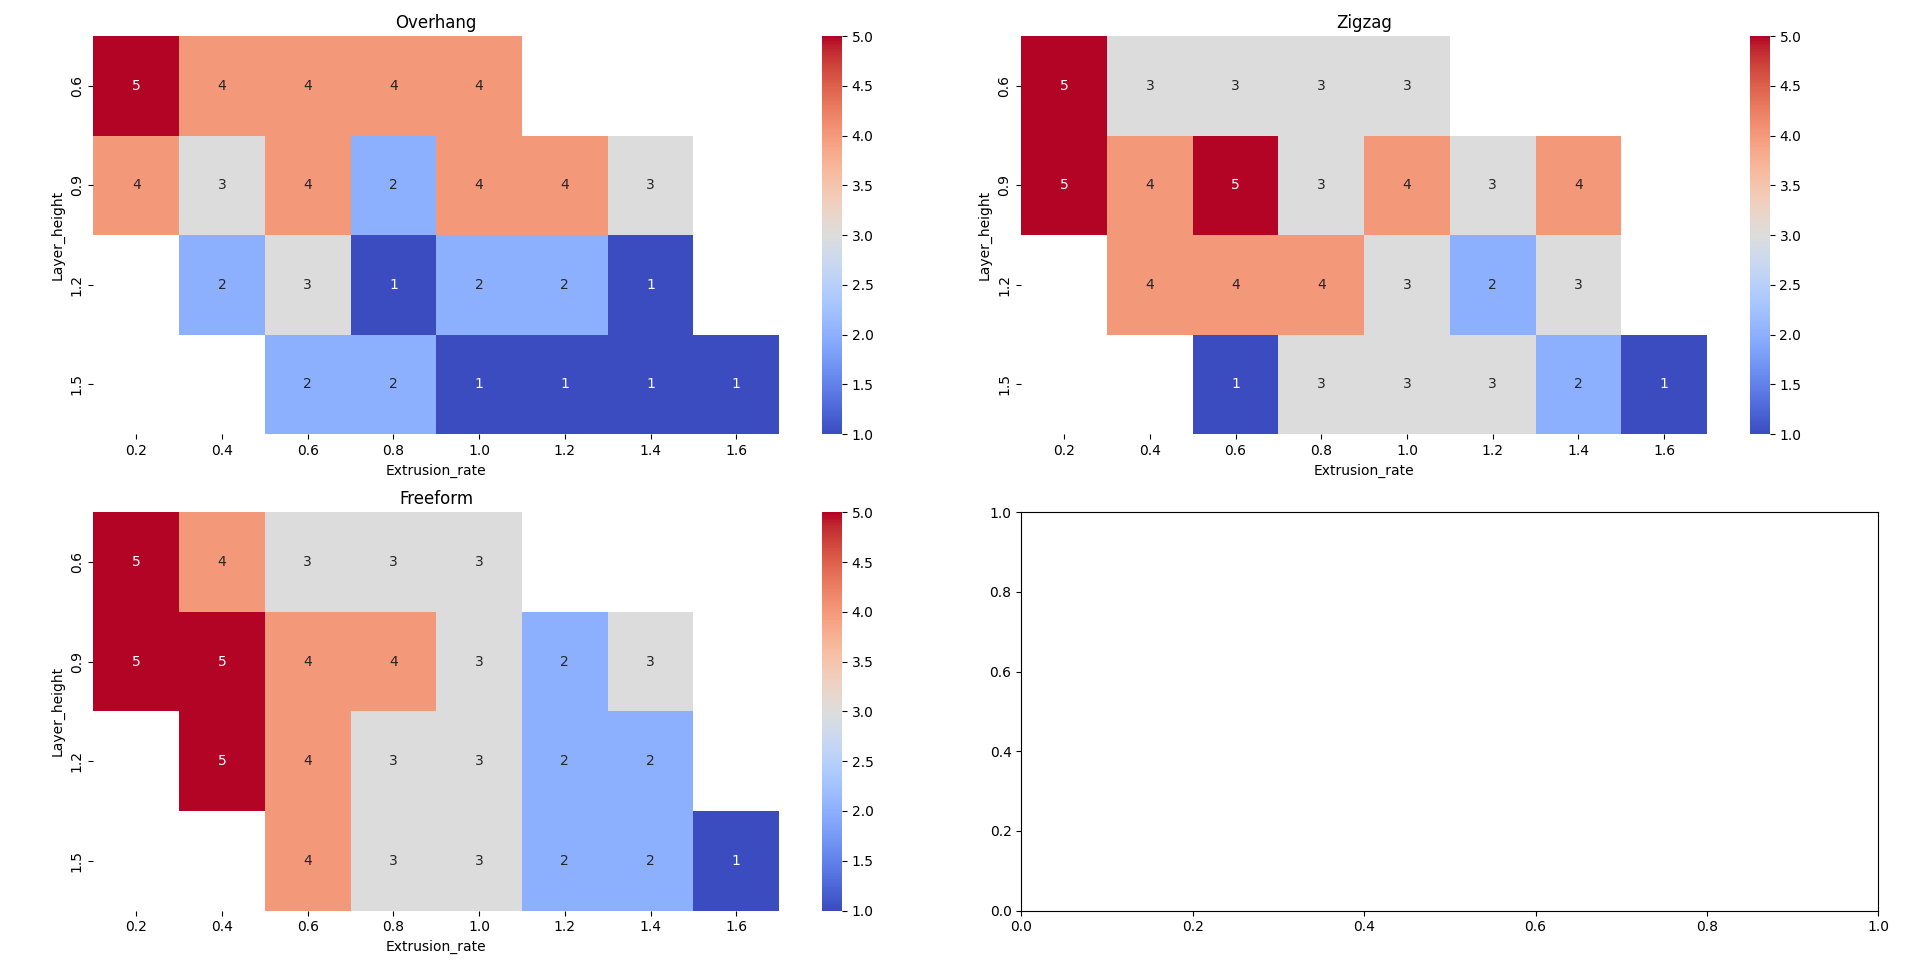 Overhang
0.6 5 4 4 4 4
0.9 4 3 4 2 4 4 3
1.2 2 3 1 2 2 1
1.5 2 2 1 1 1 1
0.2 0.4 0.6 0.8 1.0 1.2 1.4 1.6
Layer_height
Extrusion_rate
5.0
4.5
4.0
3.5
3.0
2.5
2.0
1.5
1.0
Zigzag
0.6 5 3 3 3 3
0.9 5 4 5 3 4 3 4
1.2 4 4 4 3 2 3
1.5 1 3 3 3 2 1
0.2 0.4 0.6 0.8 1.0 1.2 1.4 1.6
Layer_height
Extrusion_rate
5.0
4.5
4.0
3.5
3.0
2.5
2.0
1.5
1.0
Freeform
0.6 5 4 3 3 3
0.9 5 5 4 4 3 2 3
1.2 5 4 3 3 2 2
1.5 4 3 3 2 2 1
0.2 0.4 0.6 0.8 1.0 1.2 1.4 1.6
Layer_height
Extrusion_rate
5.0
4.5
4.0
3.5
3.0
2.5
2.0
1.5
1.0
1.0
0.8
0.6
0.4
0.2
0.0
0.0 0.2 0.4 0.6 0.8 1.0